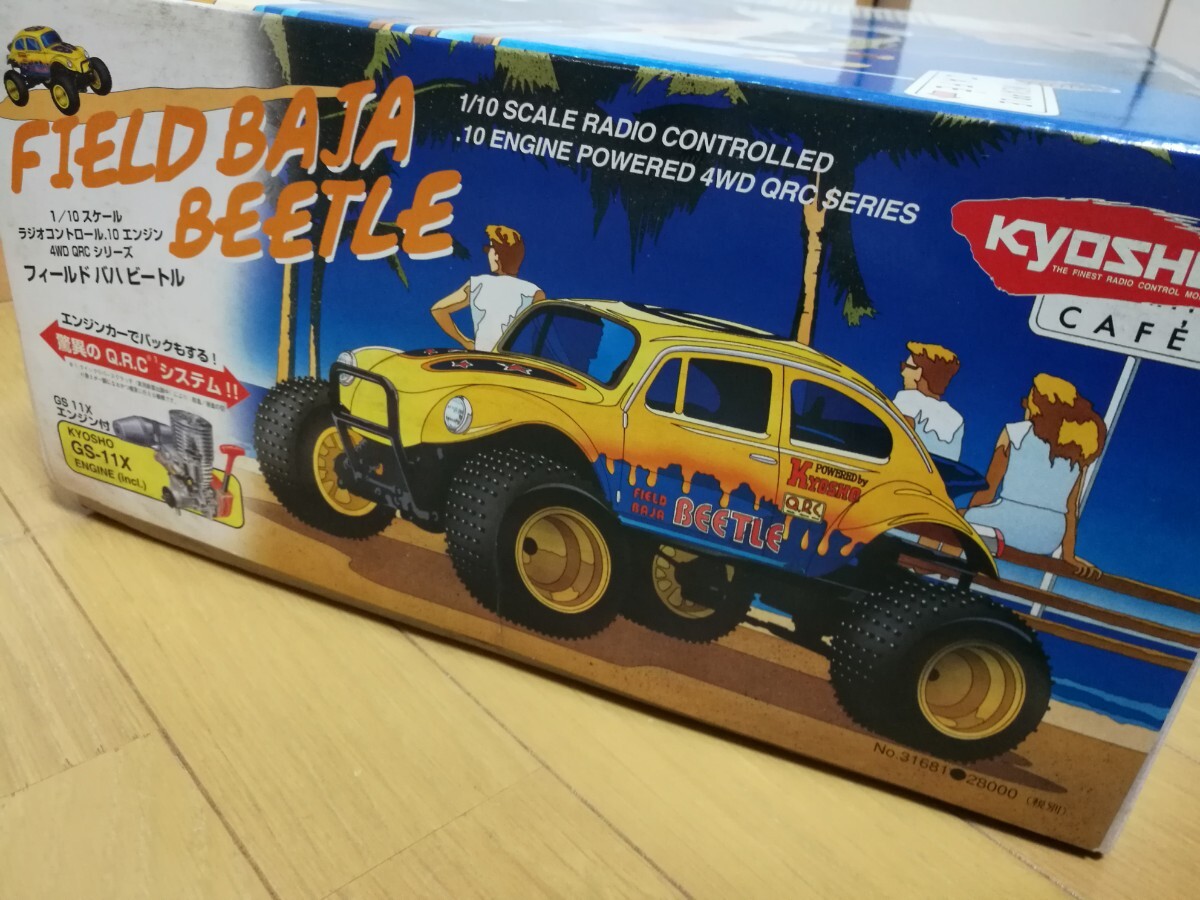 FIELD BAJA
BEETLE
1/10 スケール
ラジオコントロール.10 エンジン
4WD QRC シリーズ
フィールド バハ ビートル
エンジンカーでバックもする!
驚異の Q.R.C システム!!
GS 11X
エンジン付
KYOSHO
GS-11X
ENGINE (incl.)
1/10 SCALE RADIO CONTROLLED
.10 ENGINE POWERED 4WD QRC SERIES
KYOSH
THE FINEST RADIO CONTROL MO
CAFÉ
POWERED by
KYOSHO
QRC
FIELD
BAJA
BEETLE
No.31681●28000 (税別)